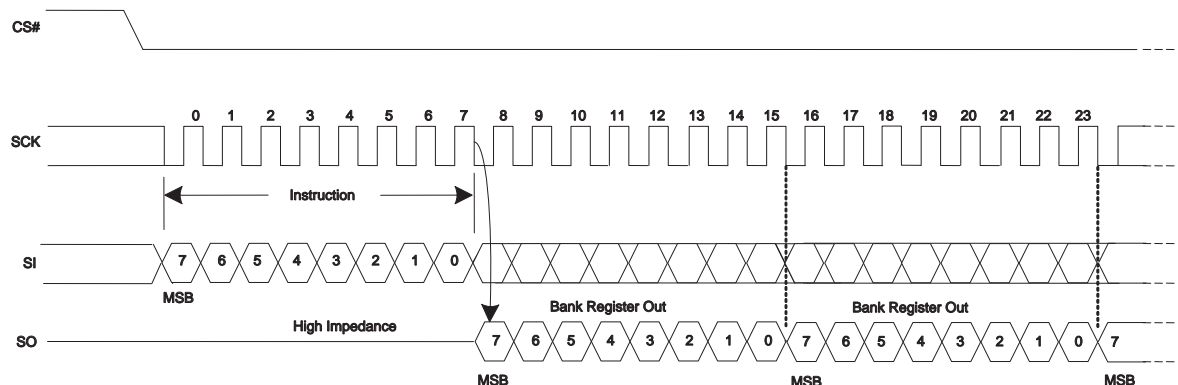 CS#
0 1 2 3 4 5 6 7 8 9 10 11 12 13 14 15 16 17 18 19 20 21 22 23
SCK
Instruction
SI 7 6 5 4 3 2 1 0
MSB
Bank Register Out Bank Register Out
High Impedance
SO 7 6 5 4 3 2 1 0 7 6 5 4 3 2 1 0 7
MSB MSB MSB